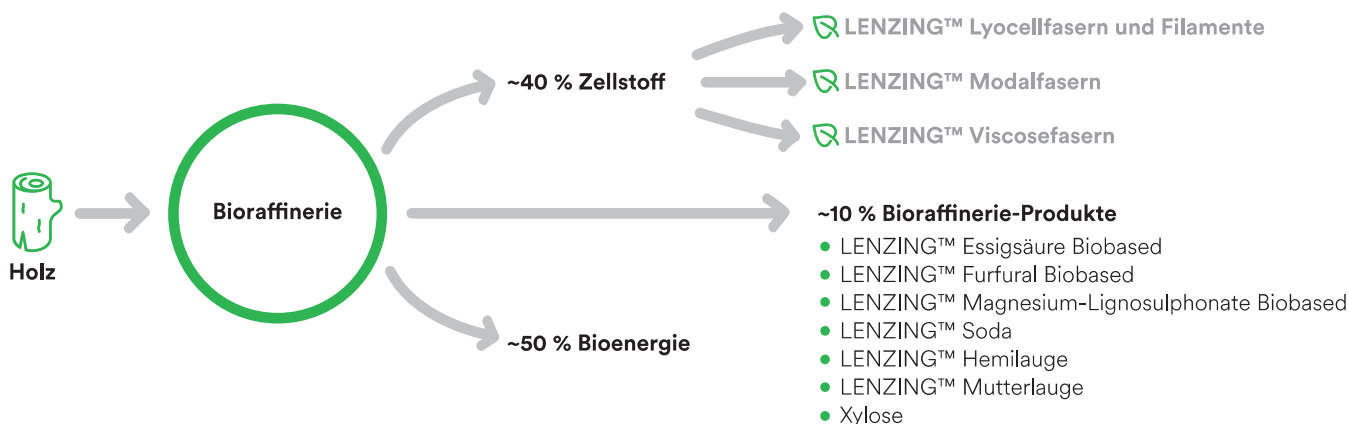 Holz
Bioraffinerie
~40 % Zellstoff
LENZING™ Lyocellfasern und Filamente
LENZING™ Modalfasern
LENZING™ Viscosefasern
~10 % Bioraffinerie-Produkte
LENZING™ Essigsäure Biobased
LENZING™ Furfural Biobased
LENZING™ Magnesium-Lignosulphonate Biobased
LENZING™ Soda
LENZING™ Hemilauge
LENZING™ Mutterlauge
Xylose
~50 % Bioenergie